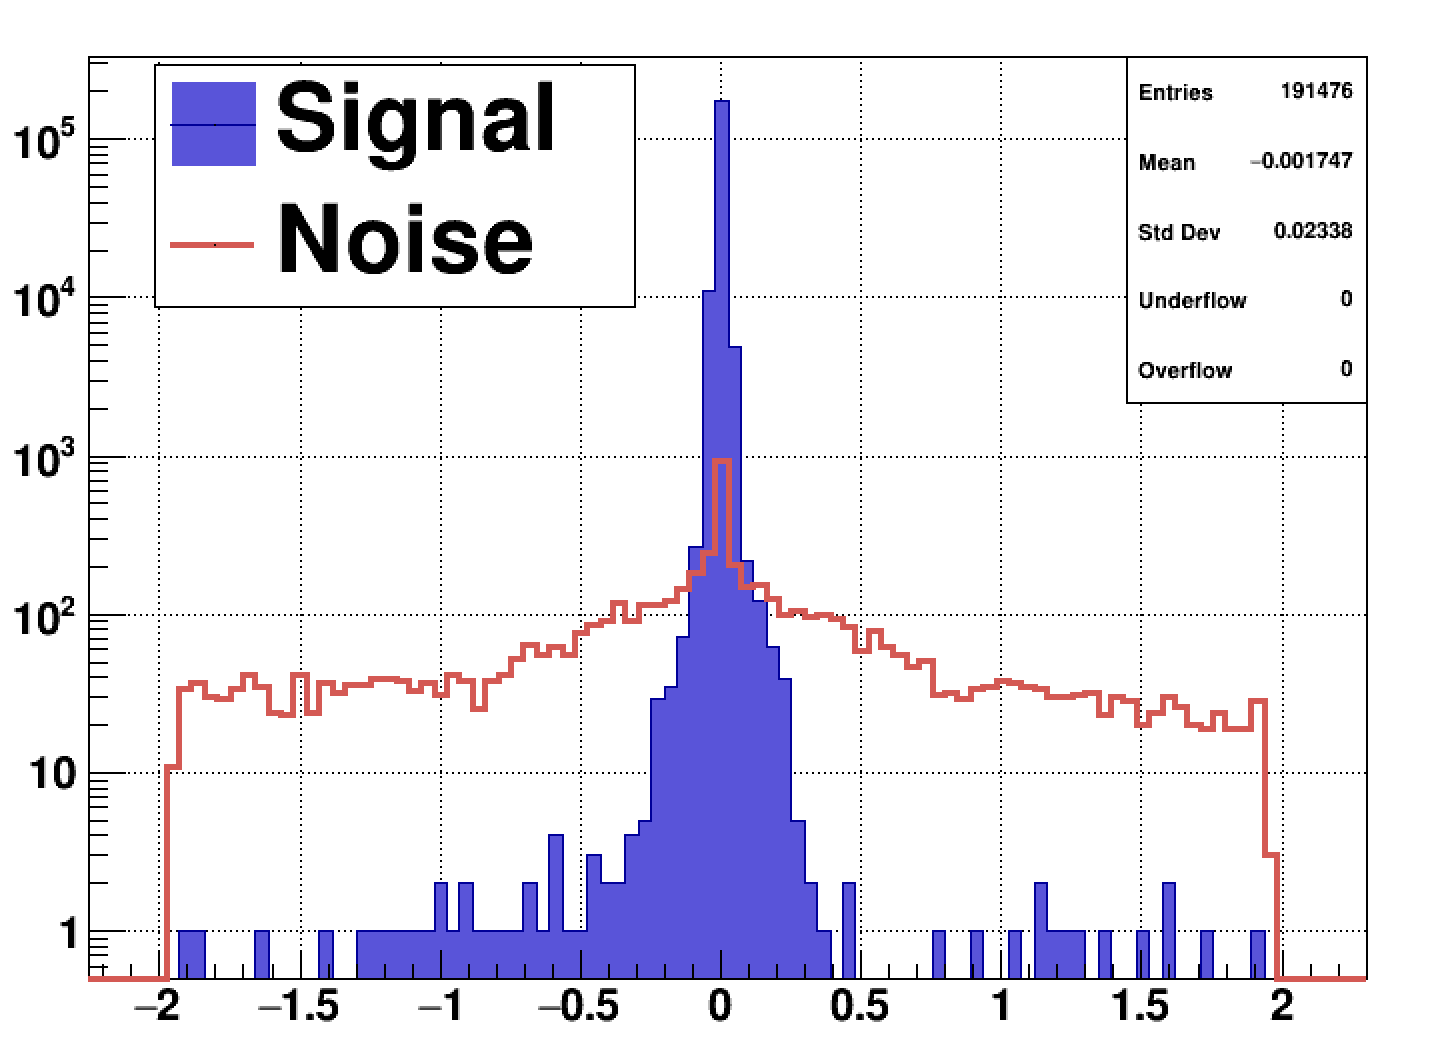 Signal
Noise
Entries 191476
Mean −0.001747
Std Dev 0.02338
Underflow 0
Overflow 0
10^5
10^4
10^3
10^2
10
1
−2 −1.5 −1 −0.5 0 0.5 1 1.5 2